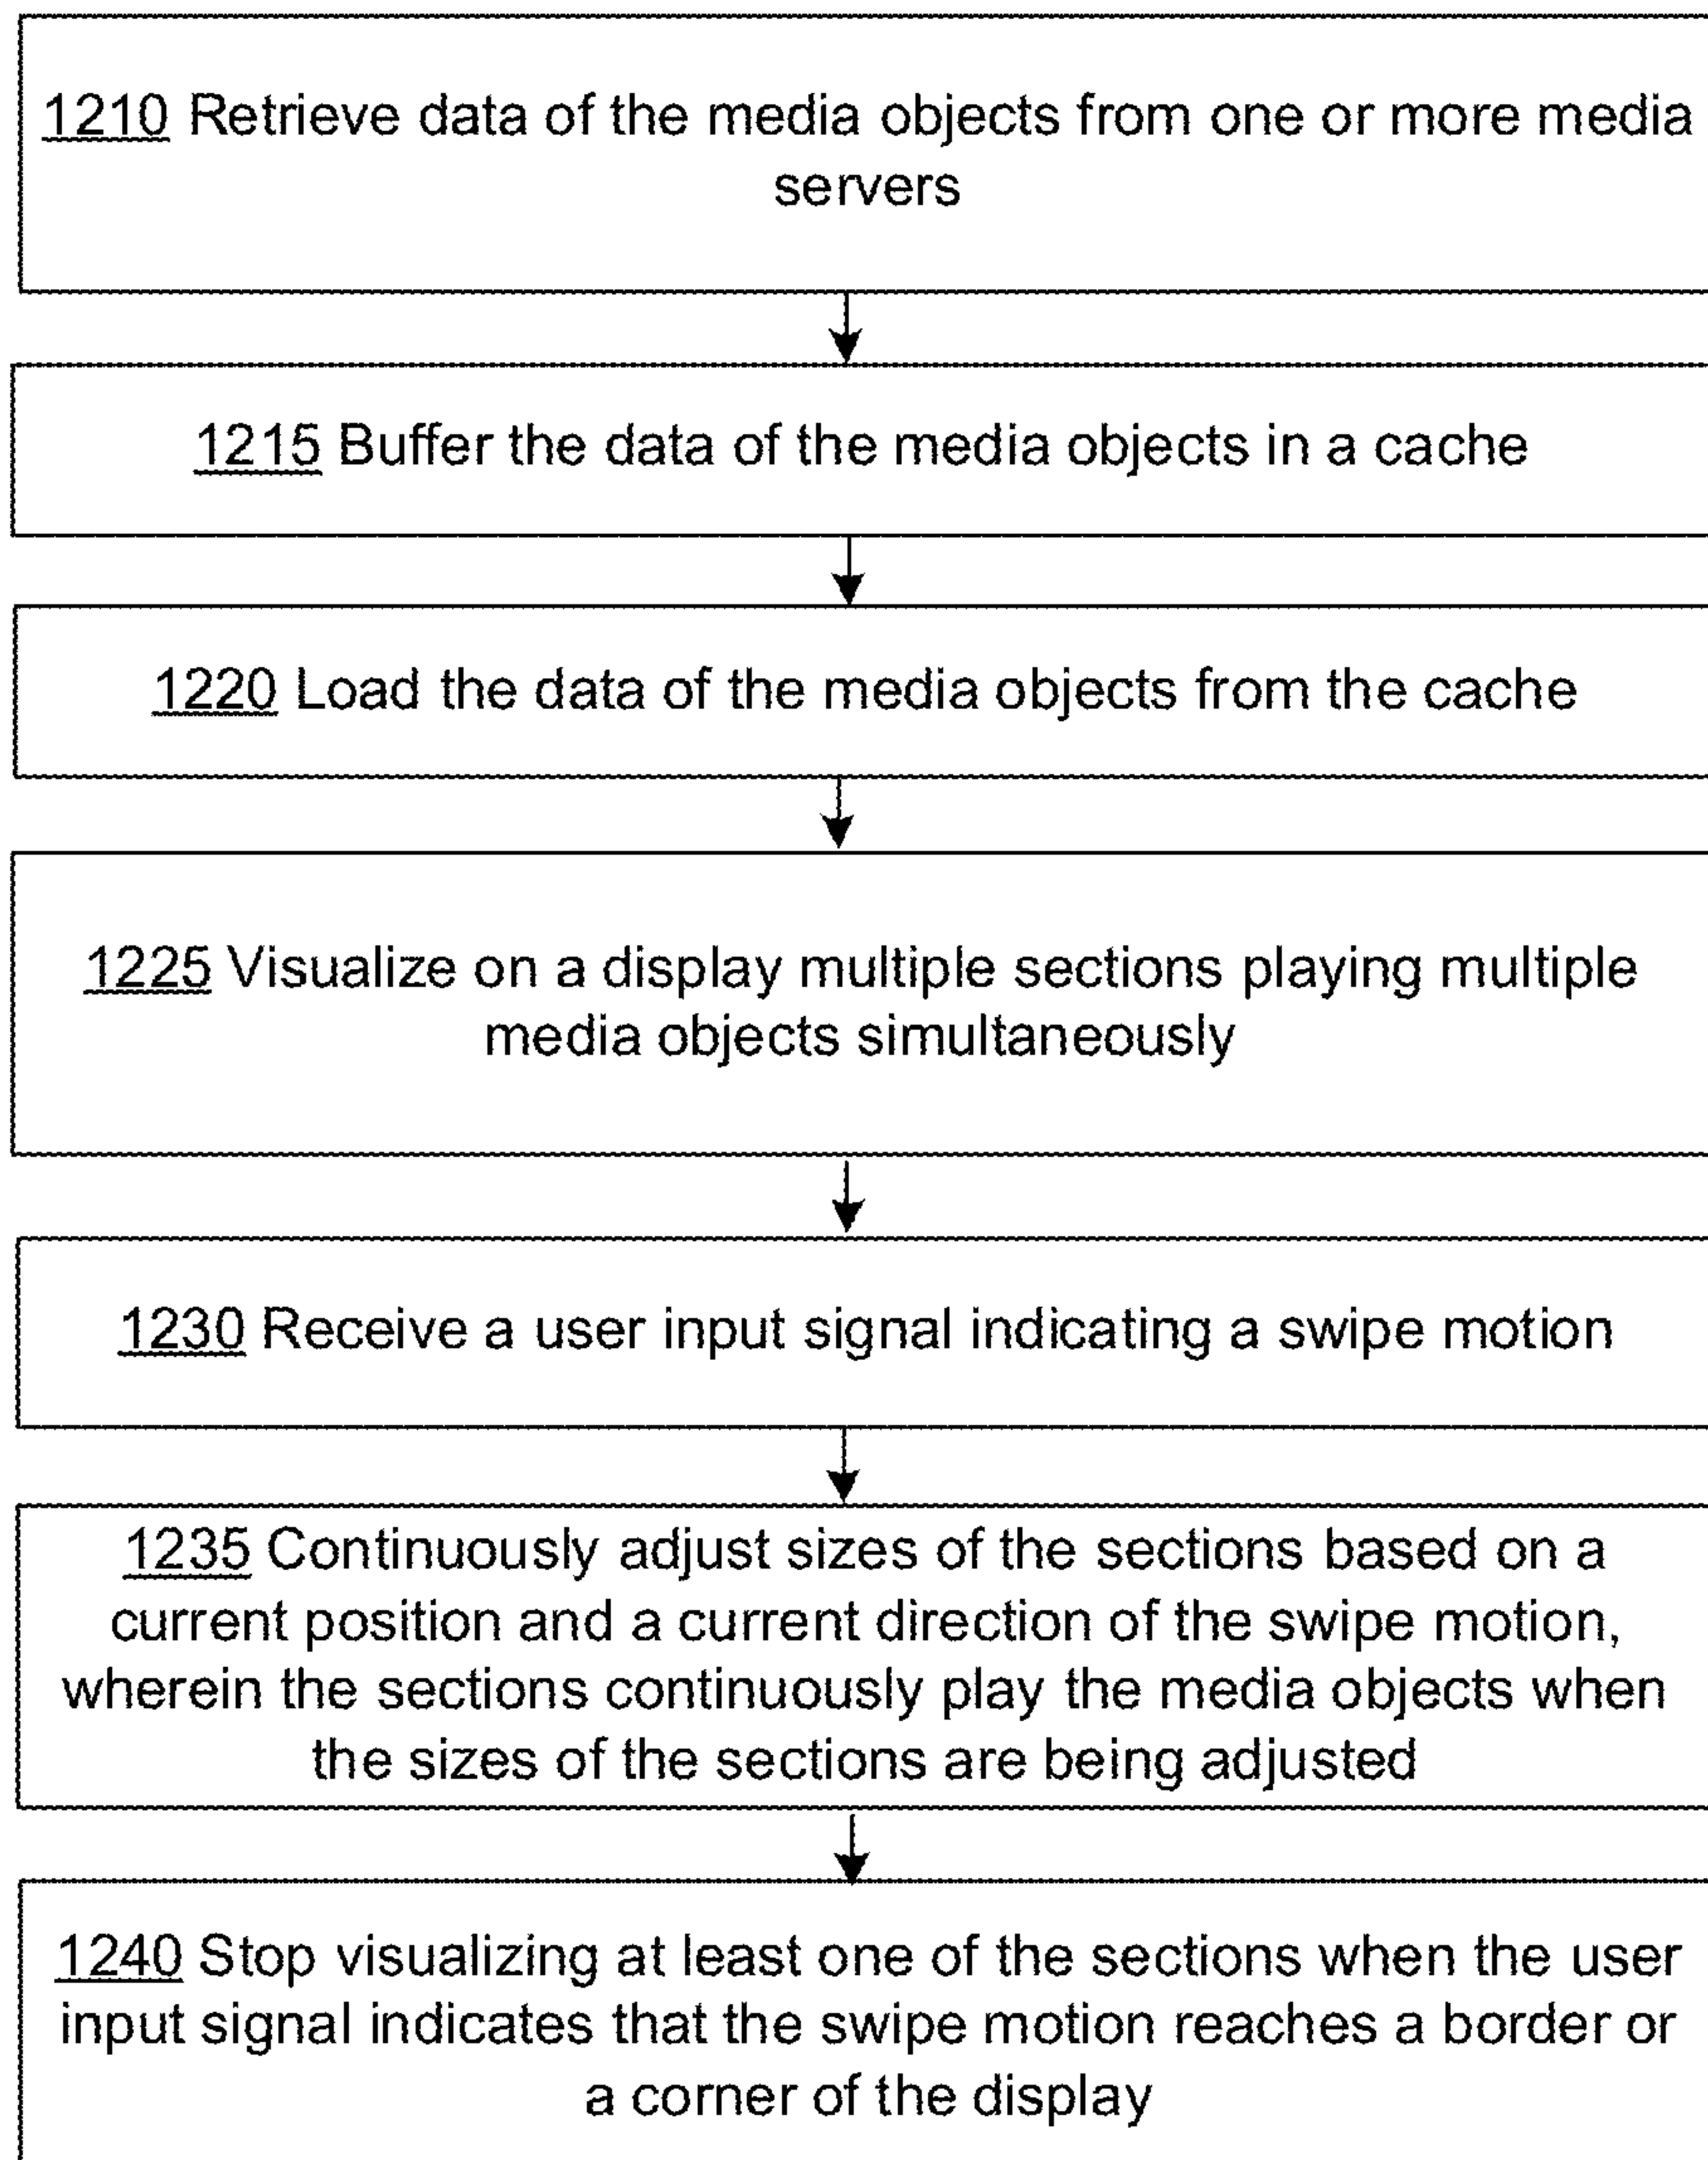 1210 Retrieve data of the media objects from one or more media
servers
1215 Buffer the data of the media objects in a cache
1220 Load the data of the media objects from the cache
1225 Visualize on a display multiple sections playing multiple
media objects simultaneously
1230 Receive a user input signal indicating a swipe motion
1235 Continuously adjust sizes of the sections based on a
current position and a current direction of the swipe motion,
wherein the sections continuously play the media objects when
the sizes of the sections are being adjusted
1240 Stop visualizing at least one of the sections when the user
input signal indicates that the swipe motion reaches a border or
a corner of the display